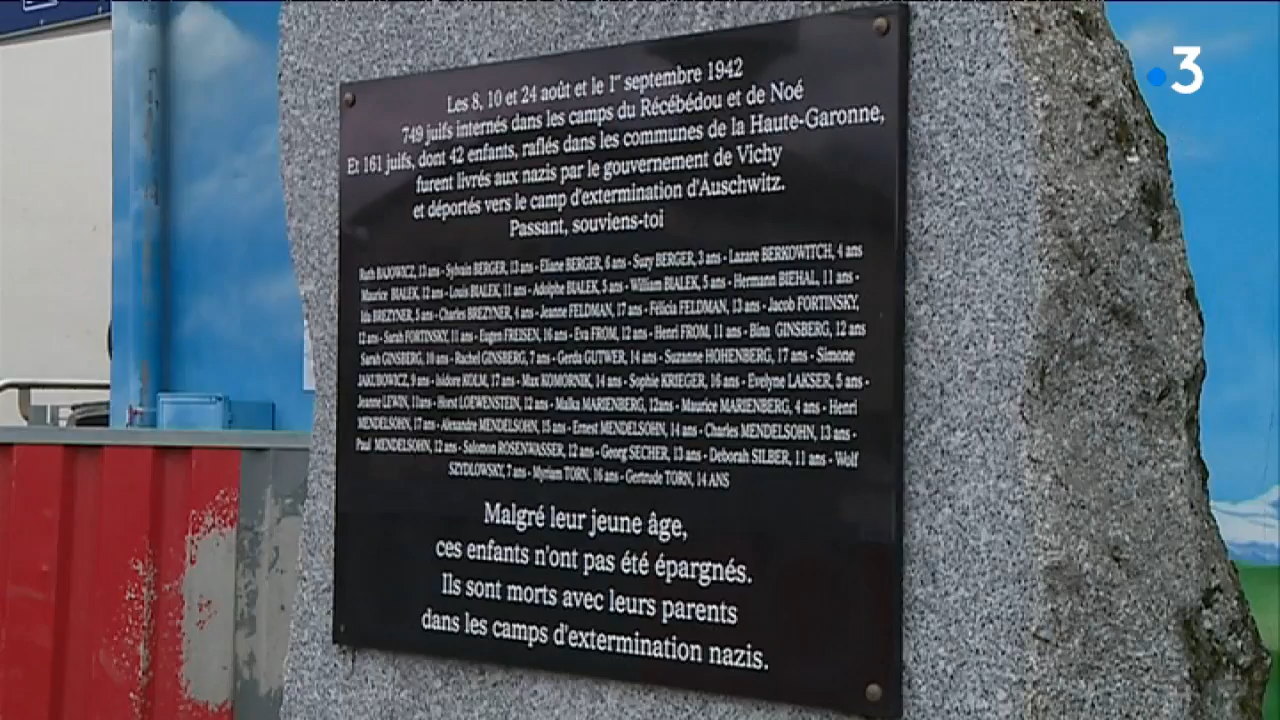 3
Les 8, 10 et 24 août et le 1er septembre 1942
749 juifs internés dans les camps du Récébédou et de Noé
Et 161 juifs, dont 42 enfants, raflés dans les communes de la Haute-Garonne,
furent livrés aux nazis par le gouvernement de Vichy
et déportés vers le camp d'extermination d'Auschwitz.
Passant, souviens-toi
Ruth BAJOWICZ, 13 ans - Sylvain BERGER, 13 ans - Eliane BERGER, 6 ans - Suzy BERGER, 3 ans - Lazare BERKOWITCH, 4 ans
Maurice BIALEK, 12 ans - Louis BIALEK, 11 ans - Adolphe BIALEK, 5 ans - William BIALEK, 5 ans - Hermann BIEHAL, 11 ans -
Ida BREZYNER, 5 ans - Charles BREZYNER, 4 ans - Jeanne FELDMAN, 17 ans - Félicia FELDMAN, 13 ans - Jacob FORTINSKY,
12 ans - Sarah FORTINSKY, 11 ans - Eugen FREISEN, 16 ans - Eva FROM, 12 ans - Henri FROM, 11 ans - Bina GINSBERG, 12 ans
Sarah GINSBERG, 10 ans - Rachel GINSBERG, 7 ans - Gerda GUTWER, 14 ans - Suzanne HOHENBERG, 17 ans - Simone
JAKUBOWICZ, 9 ans - Isidore KOLM, 17 ans - Max KOMORNIK, 14 ans - Sophie KRIEGER, 16 ans - Evelyne LAKSER, 5 ans -
Jeanne LEWIN, 11ans - Horst LOEWENSTEIN, 12 ans - Malka MARIENBERG, 12ans - Maurice MARIENBERG, 4 ans - Henri
MENDELSOHN, 17 ans - Alexandre MENDELSOHN, 15 ans - Ernest MENDELSOHN, 14 ans - Charles MENDELSOHN, 13 ans -
Paul MENDELSOHN, 12 ans - Salomon ROSENWASSER, 12 ans - Georg SECHER, 13 ans - Deborah SILBER, 11 ans - Wolf
SZYDLOWSKY, 7 ans - Myriam TORN, 16 ans - Gertrude TORN, 14 ANS
Malgré leur jeune âge,
ces enfants n'ont pas été épargnés.
Ils sont morts avec leurs parents
dans les camps d'extermination nazis.